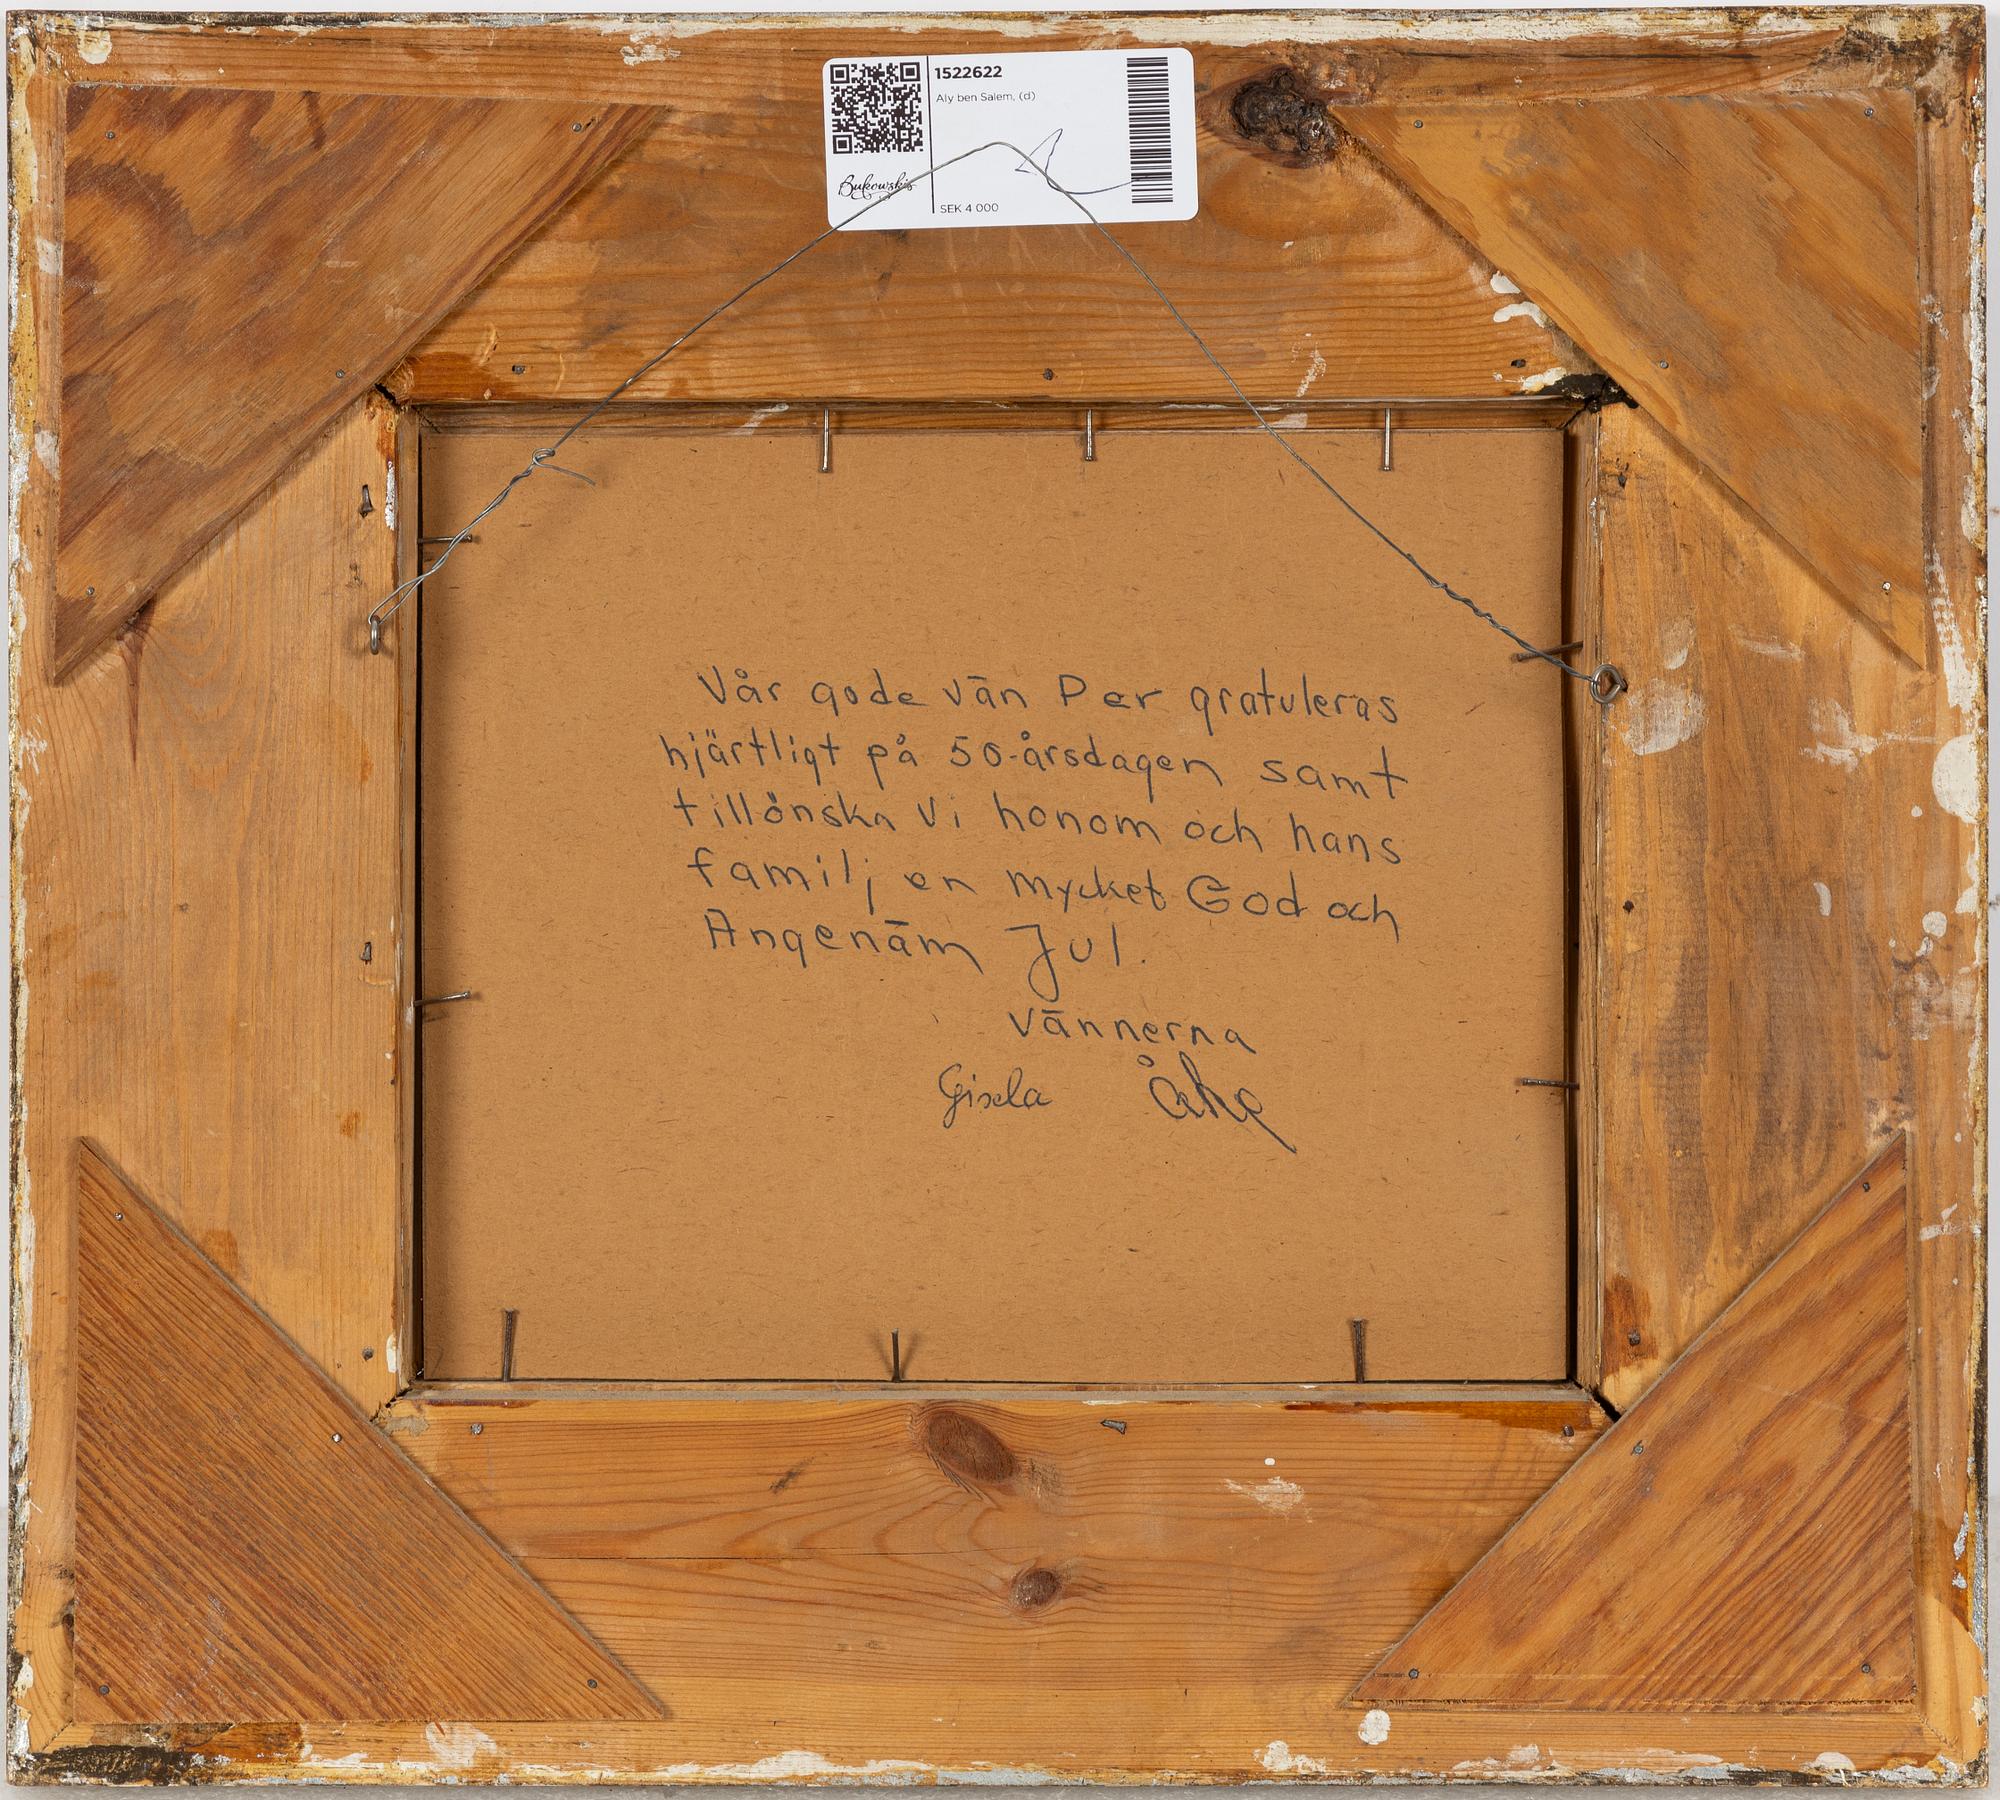 1522622
Aly ben Salem, (d)
Bukowskis
SEK 4 000
Vår gode vän Per gratuleras
hjärtligt på 50-årsdagen samt
tillönska vi honom och hans
familj en mycket God och
Angenäm Jul.
Vännerna
Gisela Åke